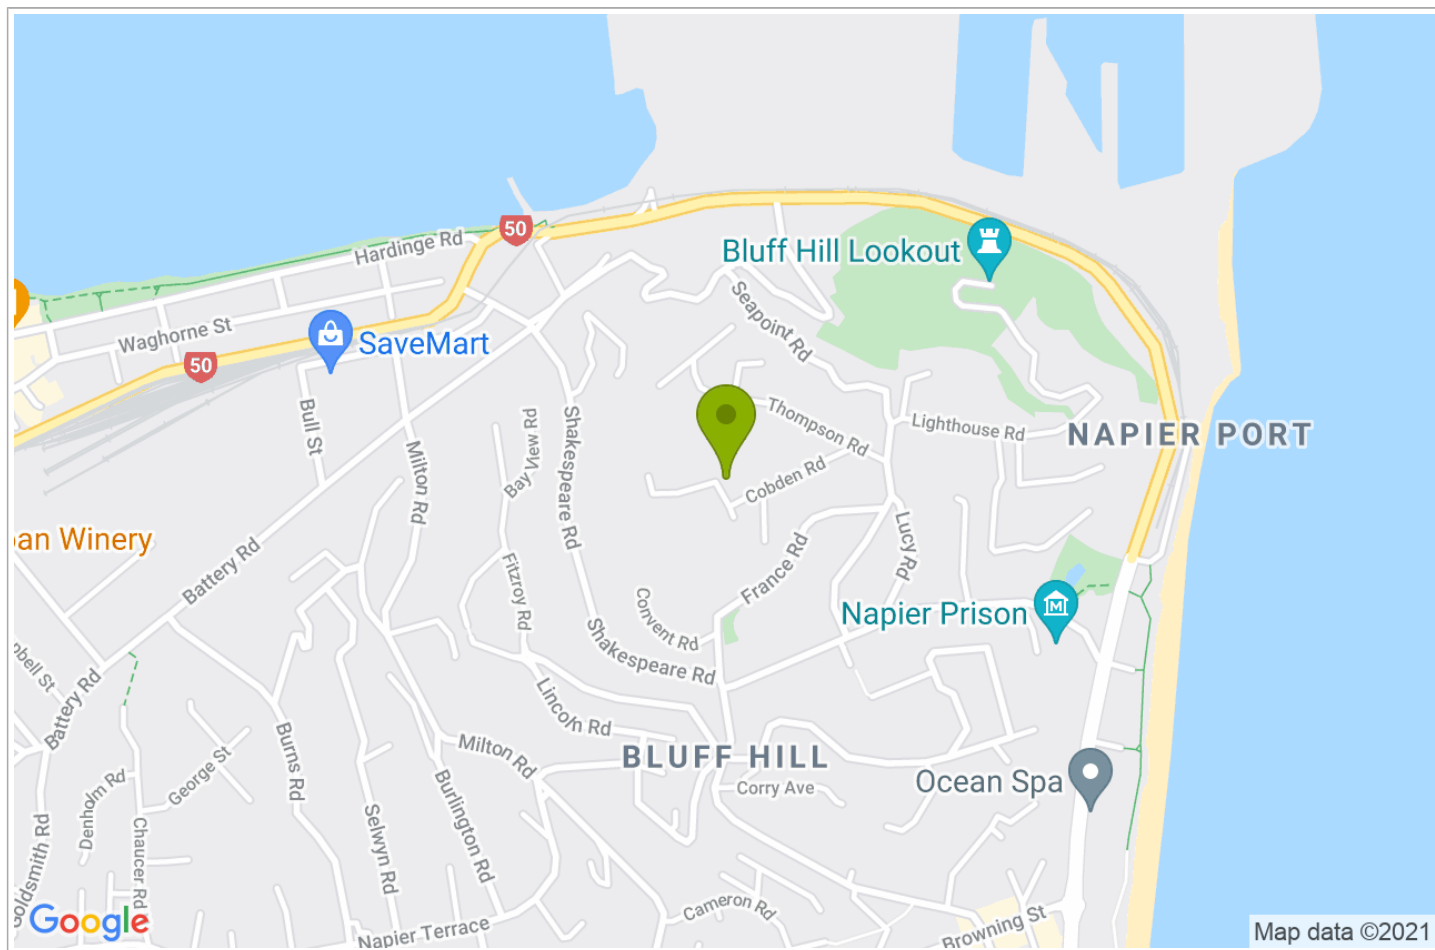 50
Hardinge Rd
Bluff Hill Lookout
Waghorne St
SaveMart
50
Seapoint Rd
Bull St
Milton Rd
Bay View Rd
Shakespeare Rd
Thompson Rd
Lighthouse Rd
NAPIER PORT
Cobden Rd
Lucy Rd
an Winery
Battery Rd
Fitzroy Rd
France Rd
Convent Rd
Napier Prison
Shakespeare Rd
bell St
Battery Rd
Lincoln Rd
Burns Rd
Milton Rd
BLUFF HILL
George St
Denholm Rd
Corry Ave
Ocean Spa
Burlington Rd
Selwyn Rd
Chaucer Rd
Goldsmith Rd
Cameron Rd
Napier Terrace
Browning St
Google
Map data ©2021